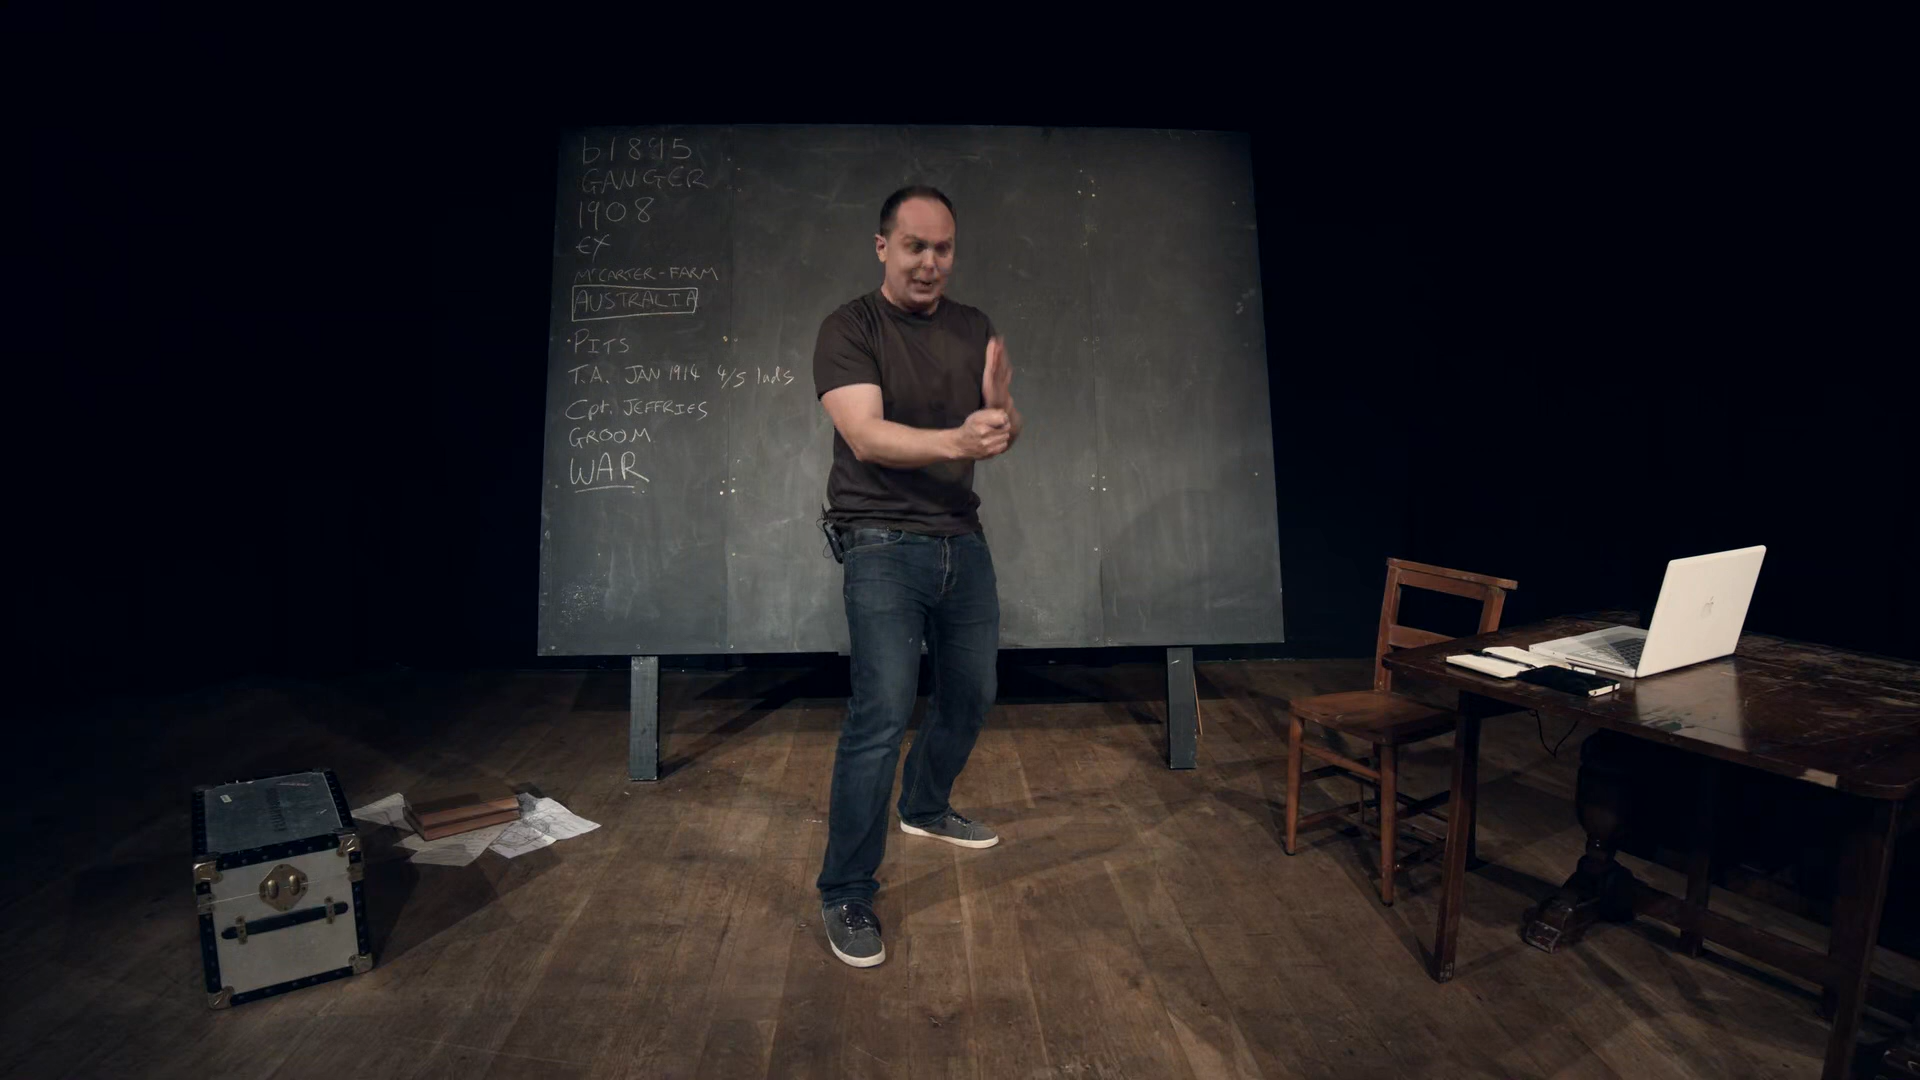 b1895
GANGER
1908
EX
McCARTER-FARM
AUSTRALIA
·PITS
T.A. JAN 1914 4/5 lads
Cpt. JEFFRIES
GROOM
WAR